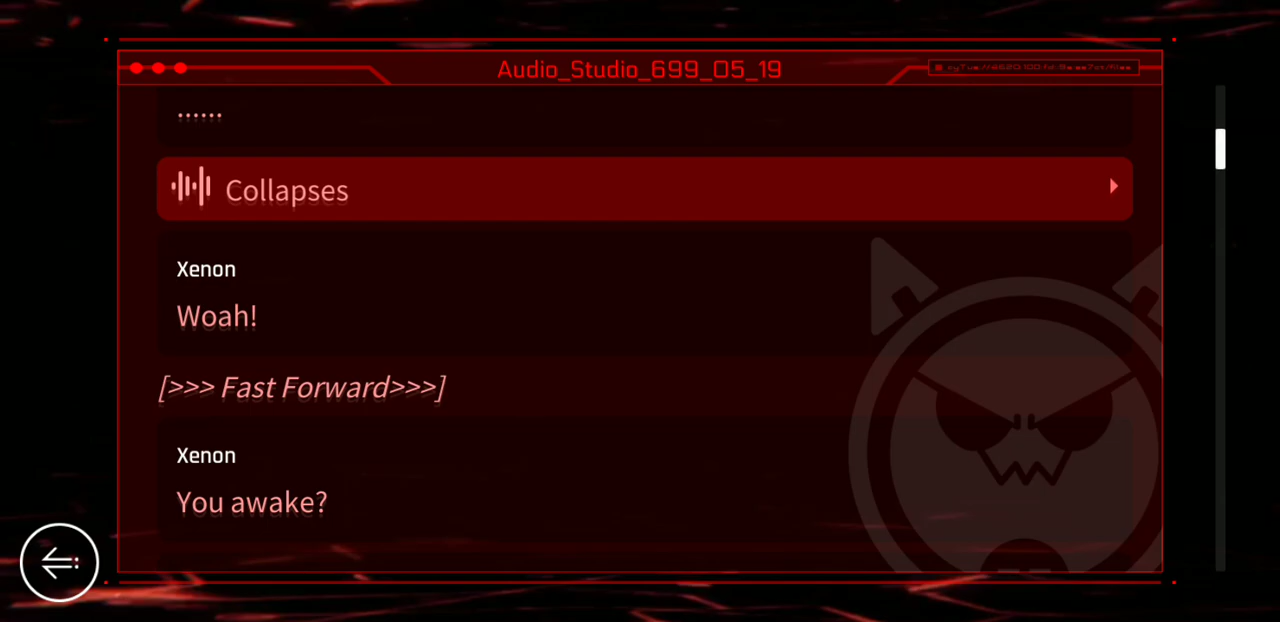 Audio_Studio_699_05_19
......
Collapses
Xenon
Woah!
[>>> Fast Forward>>>]
Xenon
You awake?